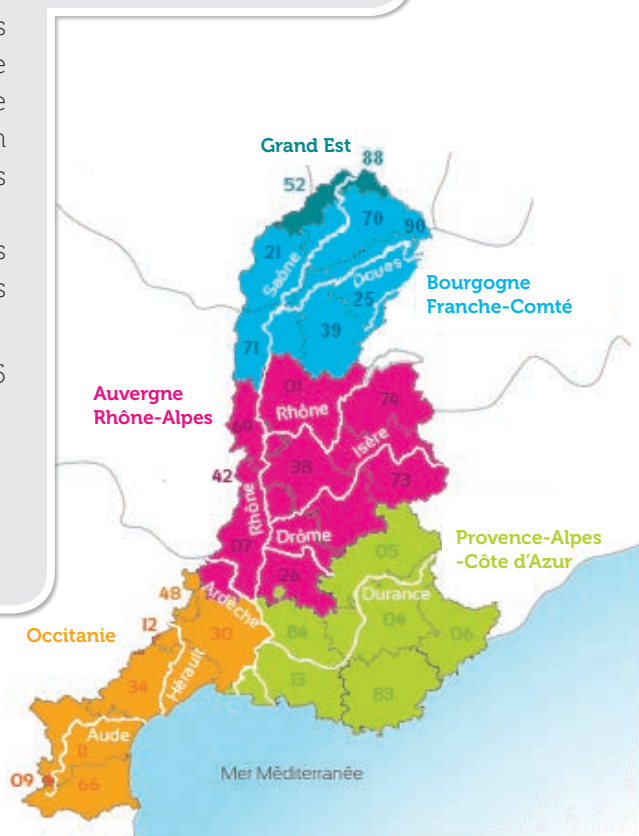 s
e
e
n
s
s
s
s
Grand Est
88
52
70
90
21
Saône
Doubs
25
Bourgogne
Franche-Comté
39
71
01
Auvergne
Rhône-Alpes
Rhône
74
69
Isère
42
38
73
Rhône
Drôme
Provence-Alpes
-Côte d'Azur
07
05
26
48
Ardèche
Durance
12
04
Occitanie
30
84
06
34
Hérault
13
83
Aude
11
09
66
Mer Méditerranée